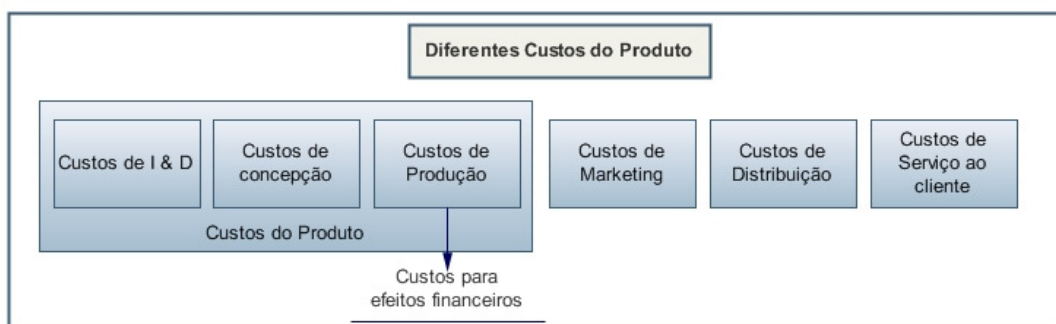 Diferentes Custos do Produto
Custos de I & D
Custos de
concepção
Custos de
Produção
Custos do Produto
Custos de
Marketing
Custos de
Distribuição
Custos de
Serviço ao
cliente
Custos para
efeitos financeiros